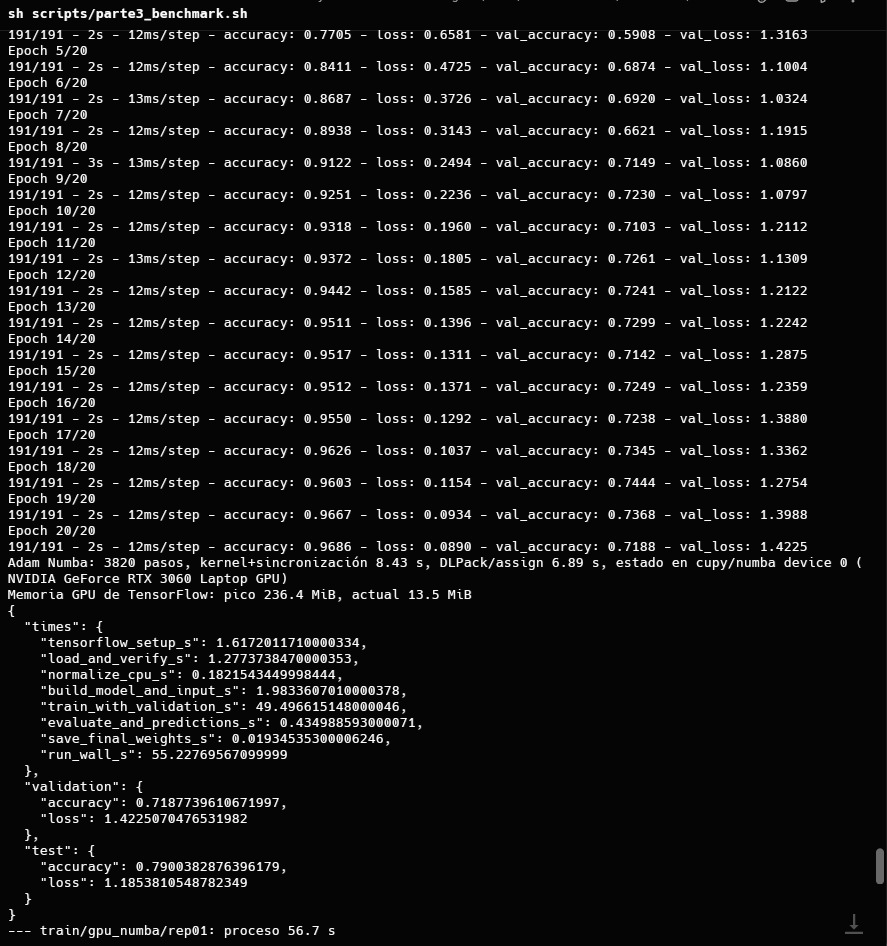 sh scripts/parte3_benchmark.sh
191/191 - 2s - 12ms/step - accuracy: 0.7705 - loss: 0.6581 - val_accuracy: 0.5908 - val_loss: 1.3163
Epoch 5/20
191/191 - 2s - 12ms/step - accuracy: 0.8411 - loss: 0.4725 - val_accuracy: 0.6874 - val_loss: 1.1004
Epoch 6/20
191/191 - 2s - 13ms/step - accuracy: 0.8687 - loss: 0.3726 - val_accuracy: 0.6920 - val_loss: 1.0324
Epoch 7/20
191/191 - 2s - 12ms/step - accuracy: 0.8938 - loss: 0.3143 - val_accuracy: 0.6621 - val_loss: 1.1915
Epoch 8/20
191/191 - 3s - 13ms/step - accuracy: 0.9122 - loss: 0.2494 - val_accuracy: 0.7149 - val_loss: 1.0860
Epoch 9/20
191/191 - 2s - 12ms/step - accuracy: 0.9251 - loss: 0.2236 - val_accuracy: 0.7230 - val_loss: 1.0797
Epoch 10/20
191/191 - 2s - 12ms/step - accuracy: 0.9318 - loss: 0.1960 - val_accuracy: 0.7103 - val_loss: 1.2112
Epoch 11/20
191/191 - 2s - 13ms/step - accuracy: 0.9372 - loss: 0.1805 - val_accuracy: 0.7261 - val_loss: 1.1309
Epoch 12/20
191/191 - 2s - 12ms/step - accuracy: 0.9442 - loss: 0.1585 - val_accuracy: 0.7241 - val_loss: 1.2122
Epoch 13/20
191/191 - 2s - 12ms/step - accuracy: 0.9511 - loss: 0.1396 - val_accuracy: 0.7299 - val_loss: 1.2242
Epoch 14/20
191/191 - 2s - 12ms/step - accuracy: 0.9517 - loss: 0.1311 - val_accuracy: 0.7142 - val_loss: 1.2875
Epoch 15/20
191/191 - 2s - 12ms/step - accuracy: 0.9512 - loss: 0.1371 - val_accuracy: 0.7249 - val_loss: 1.2359
Epoch 16/20
191/191 - 2s - 12ms/step - accuracy: 0.9550 - loss: 0.1292 - val_accuracy: 0.7238 - val_loss: 1.3880
Epoch 17/20
191/191 - 2s - 12ms/step - accuracy: 0.9626 - loss: 0.1037 - val_accuracy: 0.7345 - val_loss: 1.3362
Epoch 18/20
191/191 - 2s - 12ms/step - accuracy: 0.9603 - loss: 0.1154 - val_accuracy: 0.7444 - val_loss: 1.2754
Epoch 19/20
191/191 - 2s - 12ms/step - accuracy: 0.9667 - loss: 0.0934 - val_accuracy: 0.7368 - val_loss: 1.3988
Epoch 20/20
191/191 - 2s - 12ms/step - accuracy: 0.9686 - loss: 0.0890 - val_accuracy: 0.7188 - val_loss: 1.4225
Adam Numba: 3820 pasos, kernel+sincronización 8.43 s, DLPack/assign 6.89 s, estado en cupy/numba device 0 (
NVIDIA GeForce RTX 3060 Laptop GPU)
Memoria GPU de TensorFlow: pico 236.4 MiB, actual 13.5 MiB
{
  "times": {
    "tensorflow_setup_s": 1.6172011710000334,
    "load_and_verify_s": 1.2773738470000353,
    "normalize_cpu_s": 0.1821543449998444,
    "build_model_and_input_s": 1.9833607010000378,
    "train_with_validation_s": 49.496615148000046,
    "evaluate_and_predictions_s": 0.434988593000071,
    "save_final_weights_s": 0.01934535300006246,
    "run_wall_s": 55.22769567099999
  },
  "validation": {
    "accuracy": 0.7187739610671997,
    "loss": 1.4225070476531982
  },
  "test": {
    "accuracy": 0.7900382876396179,
    "loss": 1.1853810548782349
  }
}
--- train/gpu_numba/rep01: proceso 56.7 s